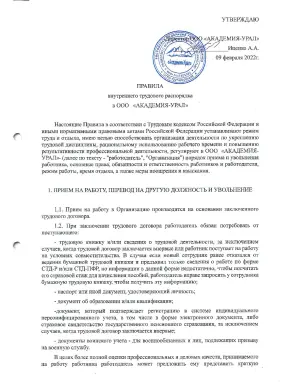 УТВЕРЖДАЮ
Директор ООО «АКАДЕМИЯ-УРАЛ»
Ивенко А.А.
09 февраля 2022г.
ПРАВИЛА
внутреннего трудового распорядка
в ООО «АКАДЕМИЯ-УРАЛ»
Настоящие Правила в соответствии с Трудовым кодексом Российской Федерации и
иными нормативными правовыми актами Российской Федерации устанавливают режим
труда и отдыха, имеют целью способствовать организации деятельности по укреплению
трудовой дисциплины, рациональному использованию рабочего времени и повышению
результативности профессиональной деятельности, регулируют в ООО «АКАДЕМИЯ-
УРАЛ» (далее по тексту - "работодатель", "Организация") порядок приема и увольнения
работника, основные права, обязанности и ответственность работников и работодателя,
режим работы, время отдыха, а также меры поощрения и взыскания.
1. ПРИЕМ НА РАБОТУ, ПЕРЕВОД НА ДРУГУЮ ДОЛЖНОСТЬ И УВОЛЬНЕНИЕ
1.1. Прием на работу в Организацию производится на основании заключенного
трудового договора.
1.2. При заключении трудового договора работодатель обязан потребовать от
поступающего:
- трудовую книжку и/или сведения о трудовой деятельности, за исключением
случаев, когда трудовой договор заключается впервые или работник поступает на работу
на условиях совместительства. В случае если новый сотрудник ранее отказался от
ведения бумажной трудовой книжки и предъявил только сведения о работе по форме
СТД-Р и/или СТД-ПФР, но информации в данной форме недостаточно, чтобы посчитать
его страховой стаж для начисления пособий, работодатель вправе запросить у сотрудника
бумажную трудовую книжку, чтобы получить эту информацию;
- паспорт или иной документ, удостоверяющий личность;
- документ об образовании и/или квалификации;
-документ, который подтверждает регистрацию в системе индивидуального
персонифицированного учета, в том числе в форме электронного документа, либо
страховое свидетельство государственного пенсионного страхования, за исключением
случаев, когда трудовой договор заключается впервые;
- документы воинского учета - для военнообязанных и лиц, подлежащих призыву
на военную службу.
В целях более полной оценки профессиональных и деловых качеств, принимаемого
на работу работника работодатель может предложить ему представить краткую